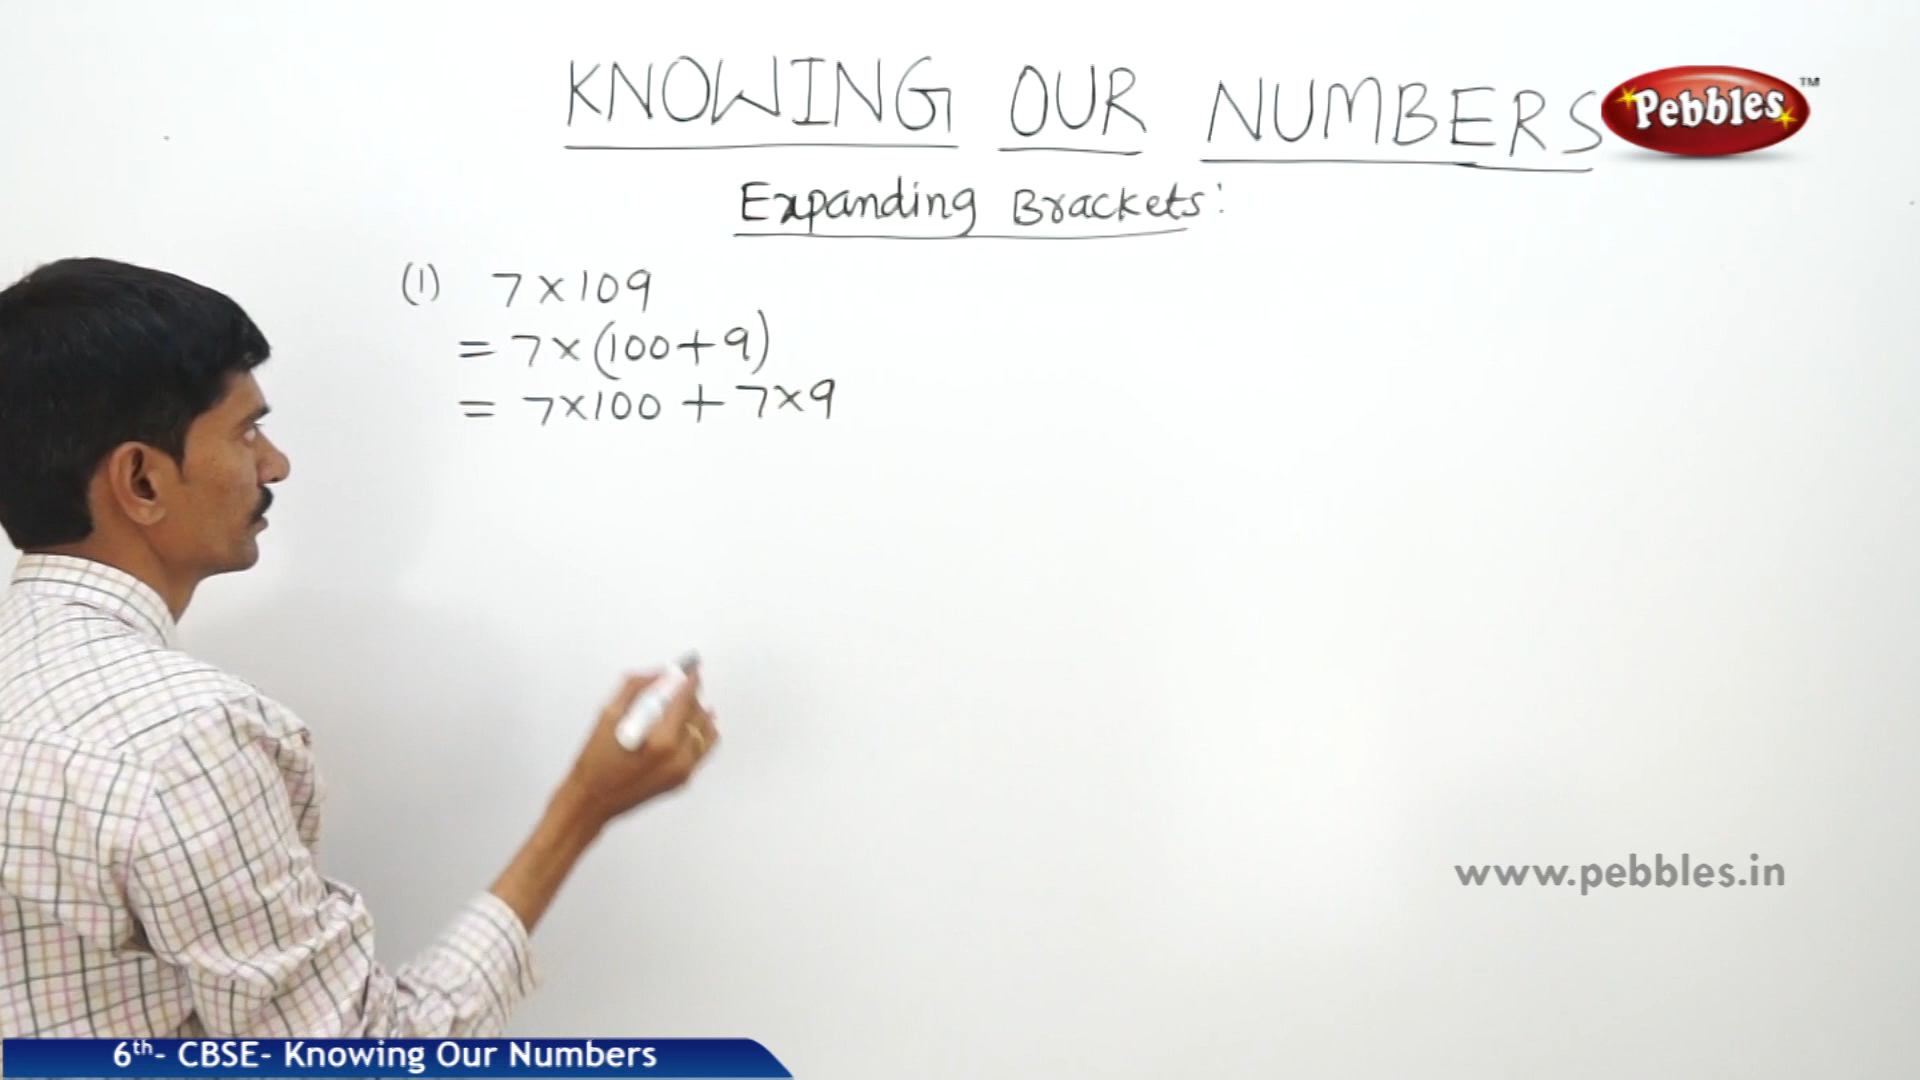 KNOWING OUR NUMBERS
Pebbles™
Expanding Brackets:
(1) 7×109
= 7×(100+9)
= 7×100 + 7×9
www.pebbles.in
6th- CBSE- Knowing Our Numbers